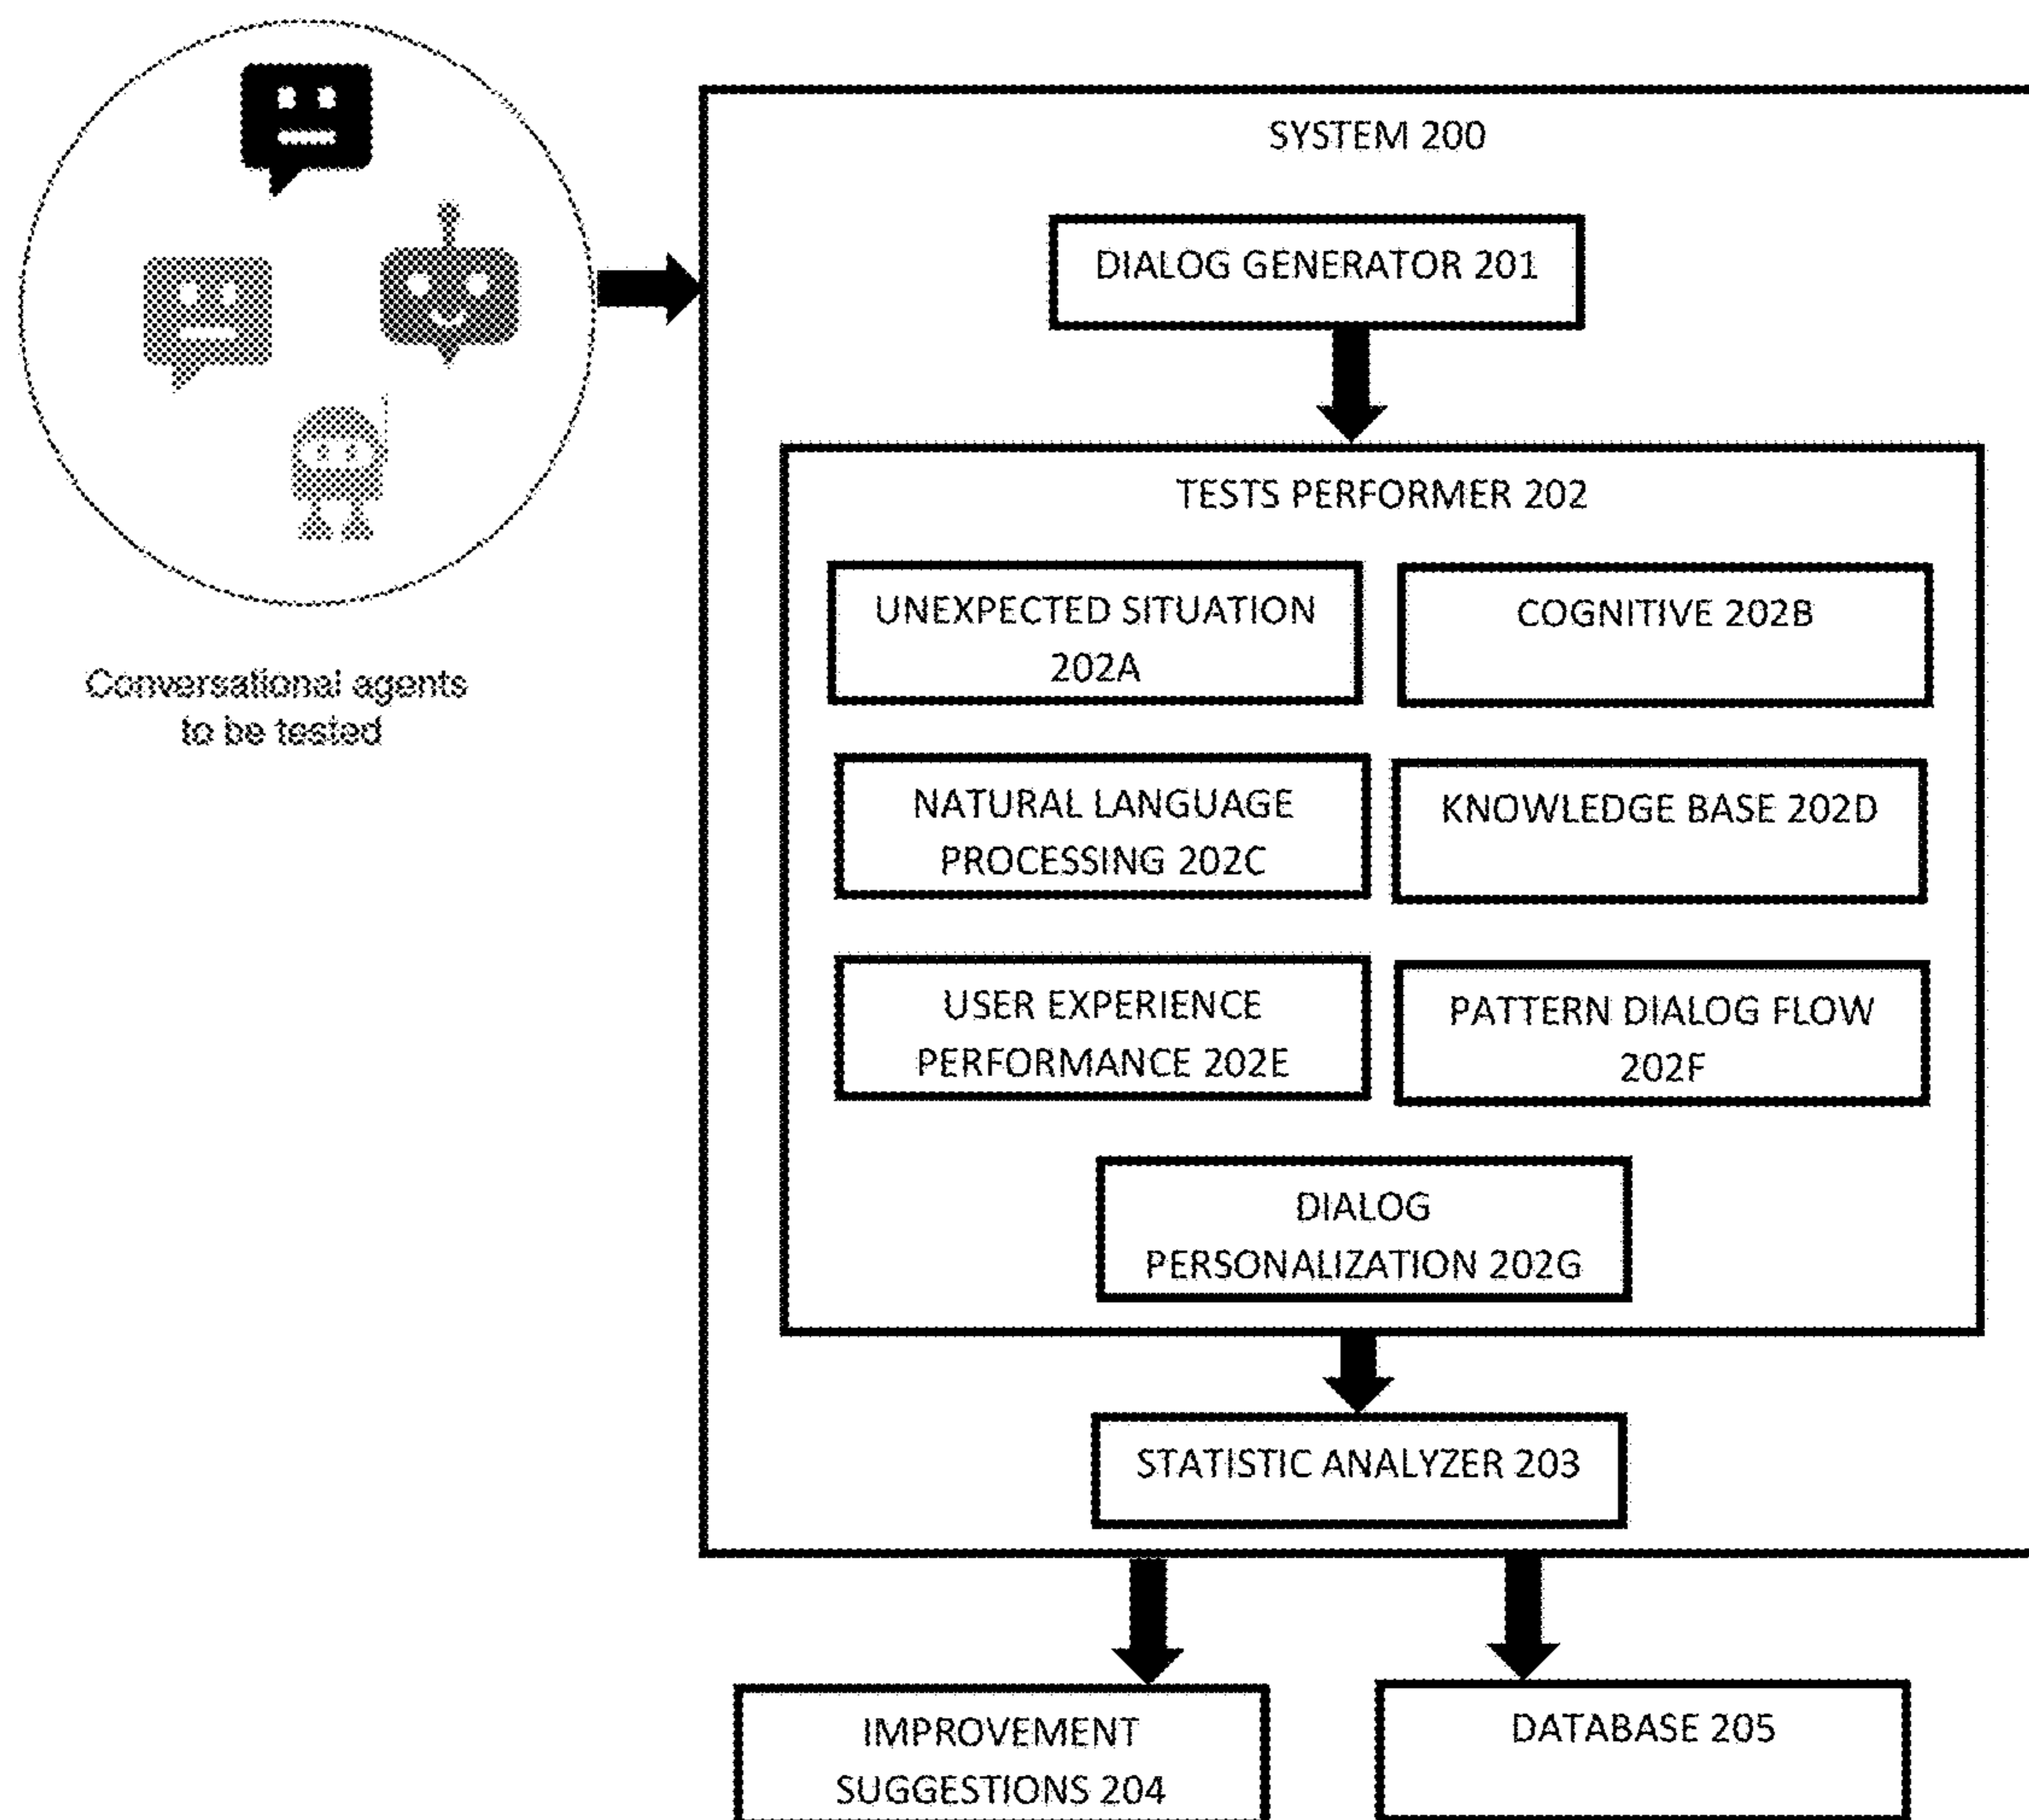 SYSTEM 200
DIALOG GENERATOR 201
TESTS PERFORMER 202
UNEXPECTED SITUATION
202A
COGNITIVE 202B
NATURAL LANGUAGE
PROCESSING 202C
KNOWLEDGE BASE 202D
USER EXPERIENCE
PERFORMANCE 202E
PATTERN DIALOG FLOW
202F
DIALOG
PERSONALIZATION 202G
STATISTIC ANALYZER 203
IMPROVEMENT
SUGGESTIONS 204
DATABASE 205
Conversational agents
to be tested